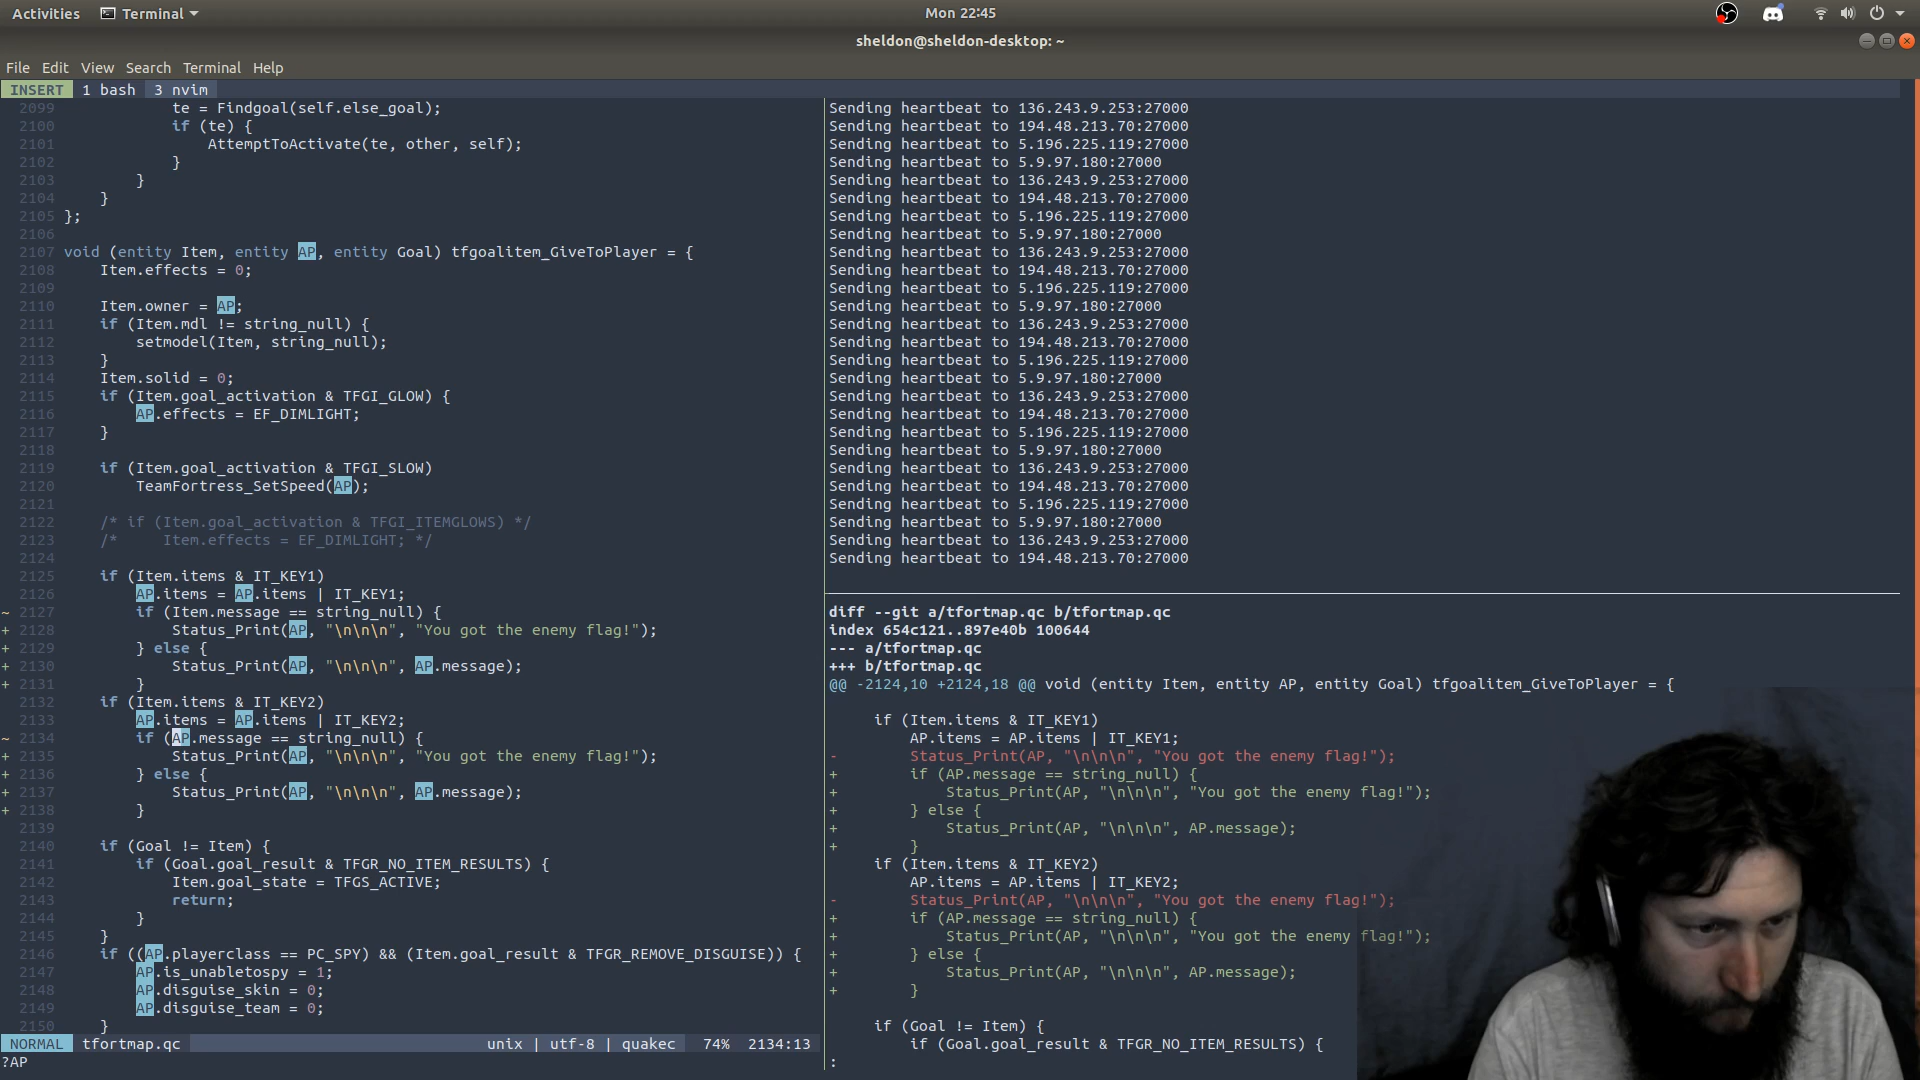 Activities Terminal Mon 22:45
sheldon@sheldon-desktop: ~
File Edit View Search Terminal Help
INSERT 1 bash 3 nvim
2099 te = Findgoal(self.else_goal);
2100 if (te) {
2101 AttemptToActivate(te, other, self);
2102 }
2103 }
2104 }
2105 };
2106
2107 void (entity Item, entity AP, entity Goal) tfgoalitem_GiveToPlayer = {
2108 Item.effects = 0;
2109
2110 Item.owner = AP;
2111 if (Item.mdl != string_null) {
2112 setmodel(Item, string_null);
2113 }
2114 Item.solid = 0;
2115 if (Item.goal_activation & TFGI_GLOW) {
2116 AP.effects = EF_DIMLIGHT;
2117 }
2118
2119 if (Item.goal_activation & TFGI_SLOW)
2120 TeamFortress_SetSpeed(AP);
2121
2122 /* if (Item.goal_activation & TFGI_ITEMGLOWS) */
2123 /* Item.effects = EF_DIMLIGHT; */
2124
2125 if (Item.items & IT_KEY1)
2126 AP.items = AP.items | IT_KEY1;
~ 2127 if (Item.message == string_null) {
+ 2128 Status_Print(AP, "\n\n\n", "You got the enemy flag!");
+ 2129 } else {
+ 2130 Status_Print(AP, "\n\n\n", AP.message);
+ 2131 }
2132 if (Item.items & IT_KEY2)
2133 AP.items = AP.items | IT_KEY2;
~ 2134 if (AP.message == string_null) {
+ 2135 Status_Print(AP, "\n\n\n", "You got the enemy flag!");
+ 2136 } else {
+ 2137 Status_Print(AP, "\n\n\n", AP.message);
+ 2138 }
2139
2140 if (Goal != Item) {
2141 if (Goal.goal_result & TFGR_NO_ITEM_RESULTS) {
2142 Item.goal_state = TFGS_ACTIVE;
2143 return;
2144 }
2145 }
2146 if ((AP.playerclass == PC_SPY) && (Item.goal_result & TFGR_REMOVE_DISGUISE)) {
2147 AP.is_unabletospy = 1;
2148 AP.disguise_skin = 0;
2149 AP.disguise_team = 0;
2150 }
NORMAL tfortmap.qc unix | utf-8 | quakec 74% 2134:13
?AP
Sending heartbeat to 136.243.9.253:27000
Sending heartbeat to 194.48.213.70:27000
Sending heartbeat to 5.196.225.119:27000
Sending heartbeat to 5.9.97.180:27000
Sending heartbeat to 136.243.9.253:27000
Sending heartbeat to 194.48.213.70:27000
Sending heartbeat to 5.196.225.119:27000
Sending heartbeat to 5.9.97.180:27000
Sending heartbeat to 136.243.9.253:27000
Sending heartbeat to 194.48.213.70:27000
Sending heartbeat to 5.196.225.119:27000
Sending heartbeat to 5.9.97.180:27000
Sending heartbeat to 136.243.9.253:27000
Sending heartbeat to 194.48.213.70:27000
Sending heartbeat to 5.196.225.119:27000
Sending heartbeat to 5.9.97.180:27000
Sending heartbeat to 136.243.9.253:27000
Sending heartbeat to 194.48.213.70:27000
Sending heartbeat to 5.196.225.119:27000
Sending heartbeat to 5.9.97.180:27000
Sending heartbeat to 136.243.9.253:27000
Sending heartbeat to 194.48.213.70:27000
Sending heartbeat to 5.196.225.119:27000
Sending heartbeat to 5.9.97.180:27000
Sending heartbeat to 136.243.9.253:27000
Sending heartbeat to 194.48.213.70:27000
diff --git a/tfortmap.qc b/tfortmap.qc
index 654c121..897e40b 100644
--- a/tfortmap.qc
+++ b/tfortmap.qc
@@ -2124,10 +2124,18 @@ void (entity Item, entity AP, entity Goal) tfgoalitem_GiveToPlayer = {
if (Item.items & IT_KEY1)
AP.items = AP.items | IT_KEY1;
- Status_Print(AP, "\n\n\n", "You got the enemy flag!");
+ if (AP.message == string_null) {
+ Status_Print(AP, "\n\n\n", "You got the enemy flag!");
+ } else {
+ Status_Print(AP, "\n\n\n", AP.message);
+ }
if (Item.items & IT_KEY2)
AP.items = AP.items | IT_KEY2;
- Status_Print(AP, "\n\n\n", "You got the enemy flag!");
+ if (AP.message == string_null) {
+ Status_Print(AP, "\n\n\n", "You got the enemy flag!");
+ } else {
+ Status_Print(AP, "\n\n\n", AP.message);
+ }
if (Goal != Item) {
if (Goal.goal_result & TFGR_NO_ITEM_RESULTS) {
: